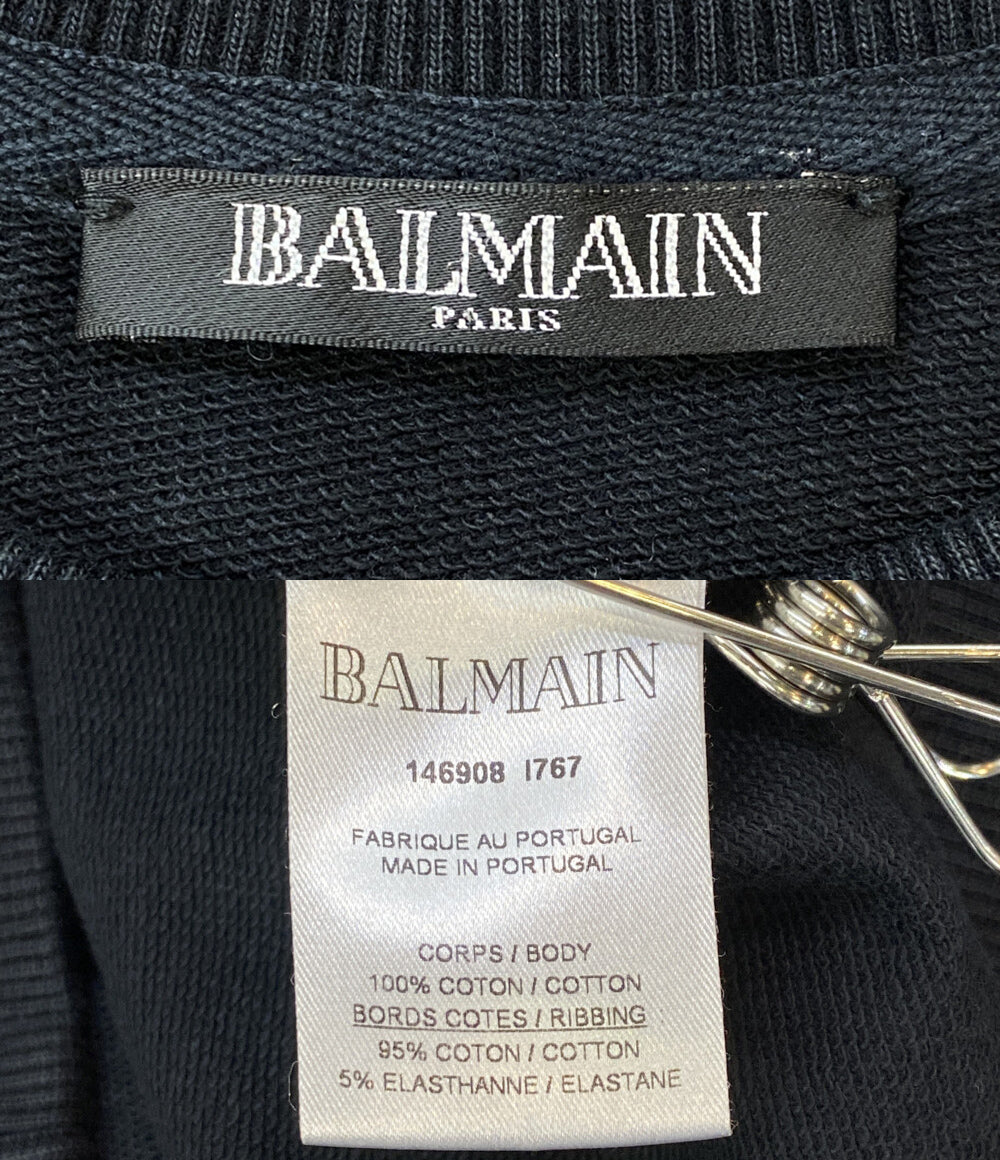 BALMAIN
PARIS
BALMAIN
146908 I767
FABRIQUE AU PORTUGAL
MADE IN PORTUGAL
CORPS / BODY
100% COTON / COTTON
BORDS COTES / RIBBING
95% COTON / COTTON
5% ELASTHANNE / ELASTANE